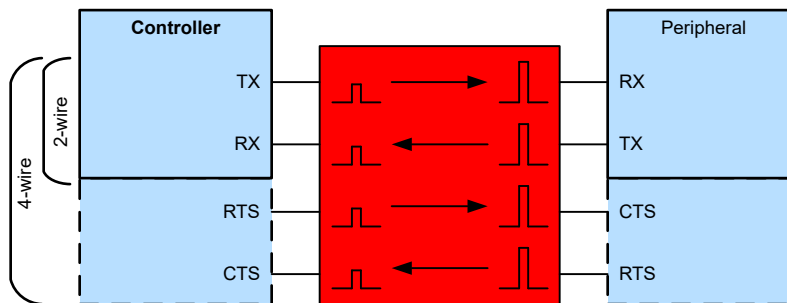 Controller
Peripheral
TX
RX
RX
TX
RTS
CTS
CTS
RTS
2-wire
4-wire